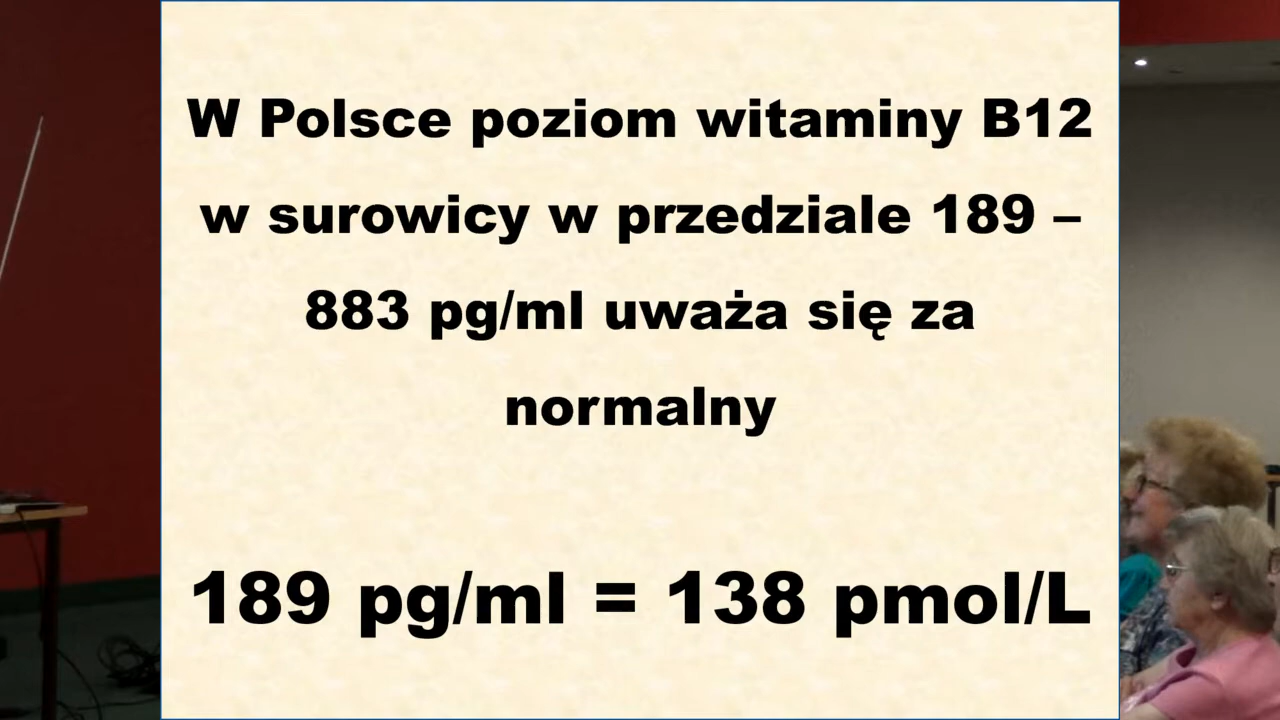 W Polsce poziom witaminy B12
w surowicy w przedziale 189 –
883 pg/ml uważa się za
normalny
189 pg/ml = 138 pmol/L